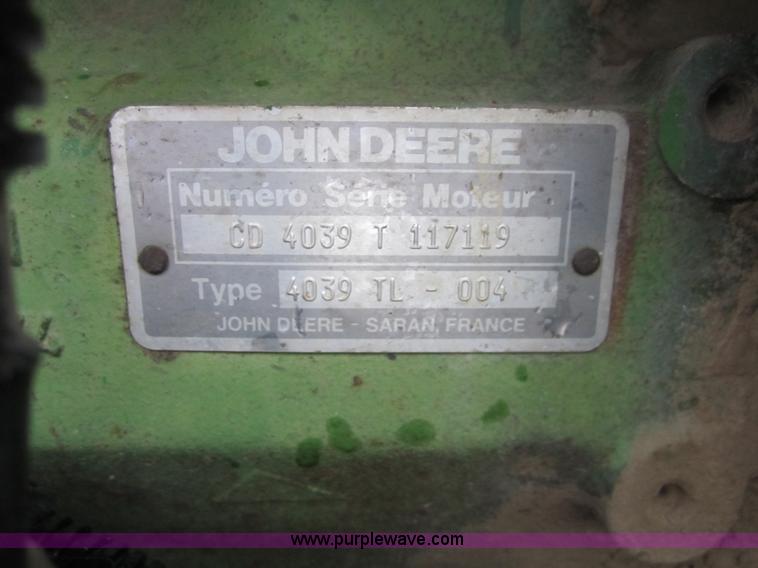 JOHN DEERE
Numéro Série Moteur
CD 4039 T 117119
Type 4039 TL - 004
JOHN DEERE - SARAN, FRANCE
www.purplewave.com